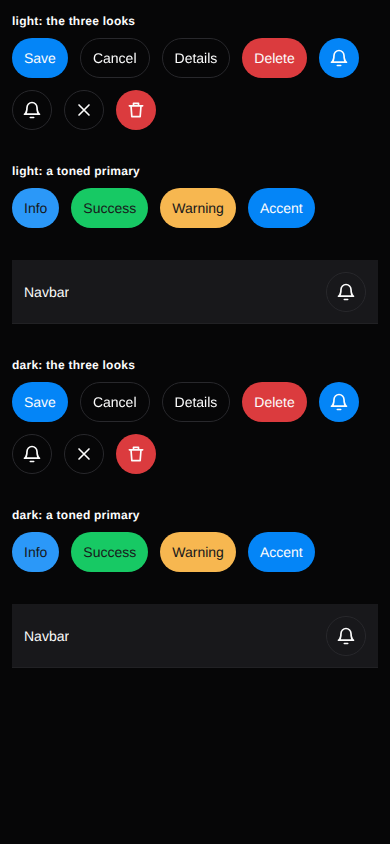 light: the three looks
Save Cancel Details Delete
light: a toned primary
Info Success Warning Accent
Navbar
dark: the three looks
Save Cancel Details Delete
dark: a toned primary
Info Success Warning Accent
Navbar